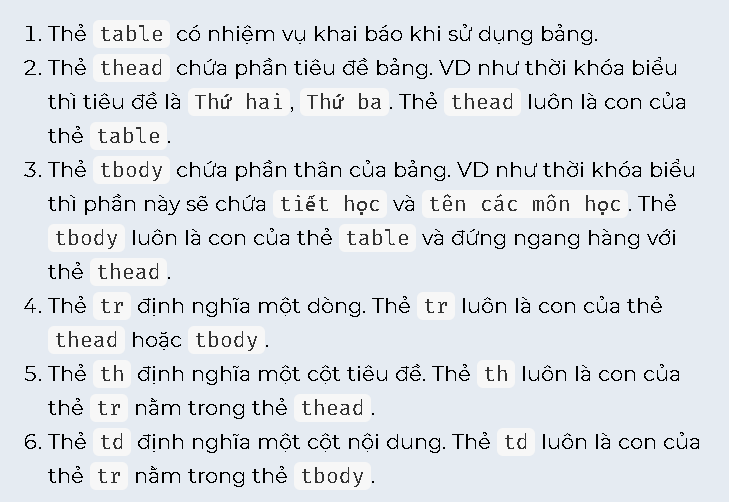 1. Thẻ table có nhiệm vụ khai báo khi sử dụng bảng.
2. Thẻ thead chứa phần tiêu đề bảng. VD như thời khóa biểu
thì tiêu đề là Thứ hai, Thứ ba. Thẻ thead luôn là con của
thẻ table.
3. Thẻ tbody chứa phần thân của bảng. VD như thời khóa biểu
thì phần này sẽ chứa tiết học và tên các môn học. Thẻ
tbody luôn là con của thẻ table và đứng ngang hàng với
thẻ thead.
4. Thẻ tr định nghĩa một dòng. Thẻ tr luôn là con của thẻ
thead hoặc tbody.
5. Thẻ th định nghĩa một cột tiêu đề. Thẻ th luôn là con của
thẻ tr nằm trong thẻ thead.
6. Thẻ td định nghĩa một cột nội dung. Thẻ td luôn là con của
thẻ tr nằm trong thẻ tbody.